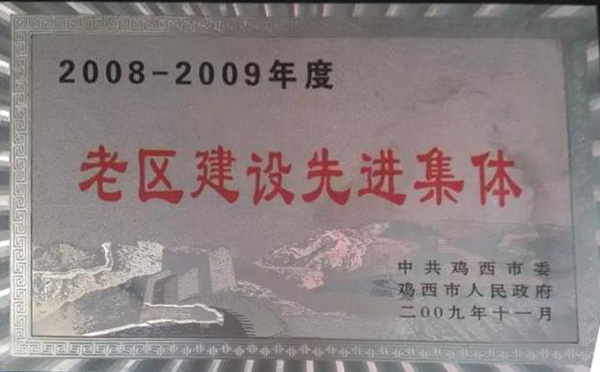 2008-2009年度
老区建设先进集体
中共鸡西市委
鸡西市人民政府
二00九年十一月